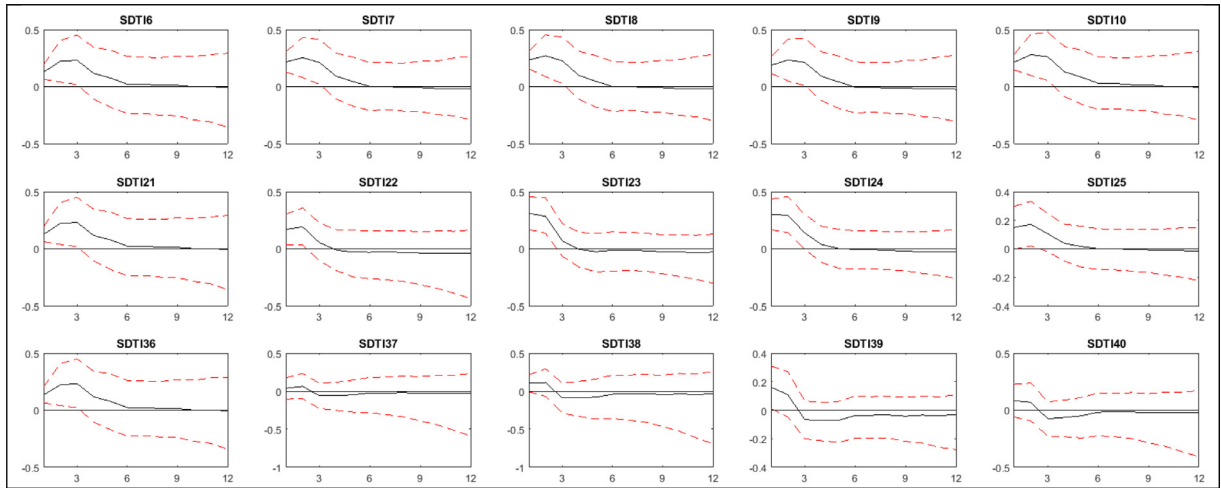 SDTI6 SDTI7 SDTI8 SDTI9 SDTI10
0.5 0.5 0.5 0.5 0.5
0 0 0 0 0
-0.5 -0.5 -0.5 -0.5 -0.5
3 6 9 12 3 6 9 12 3 6 9 12 3 6 9 12 3 6 9 12
SDTI21 SDTI22 SDTI23 SDTI24 SDTI25
0.5 0.5 0.5 0.5 0.4
0.2
0 0 0 0 0
-0.2
-0.5 -0.5 -0.5 -0.5 -0.4
3 6 9 12 3 6 9 12 3 6 9 12 3 6 9 12 3 6 9 12
SDTI36 SDTI37 SDTI38 SDTI39 SDTI40
0.5 0.5 0.5 0.4 0.5
0.2
0 0 0 0 0
-0.5 -0.5 -0.2
-0.5 -1 -1 -0.4 -0.5
3 6 9 12 3 6 9 12 3 6 9 12 3 6 9 12 3 6 9 12